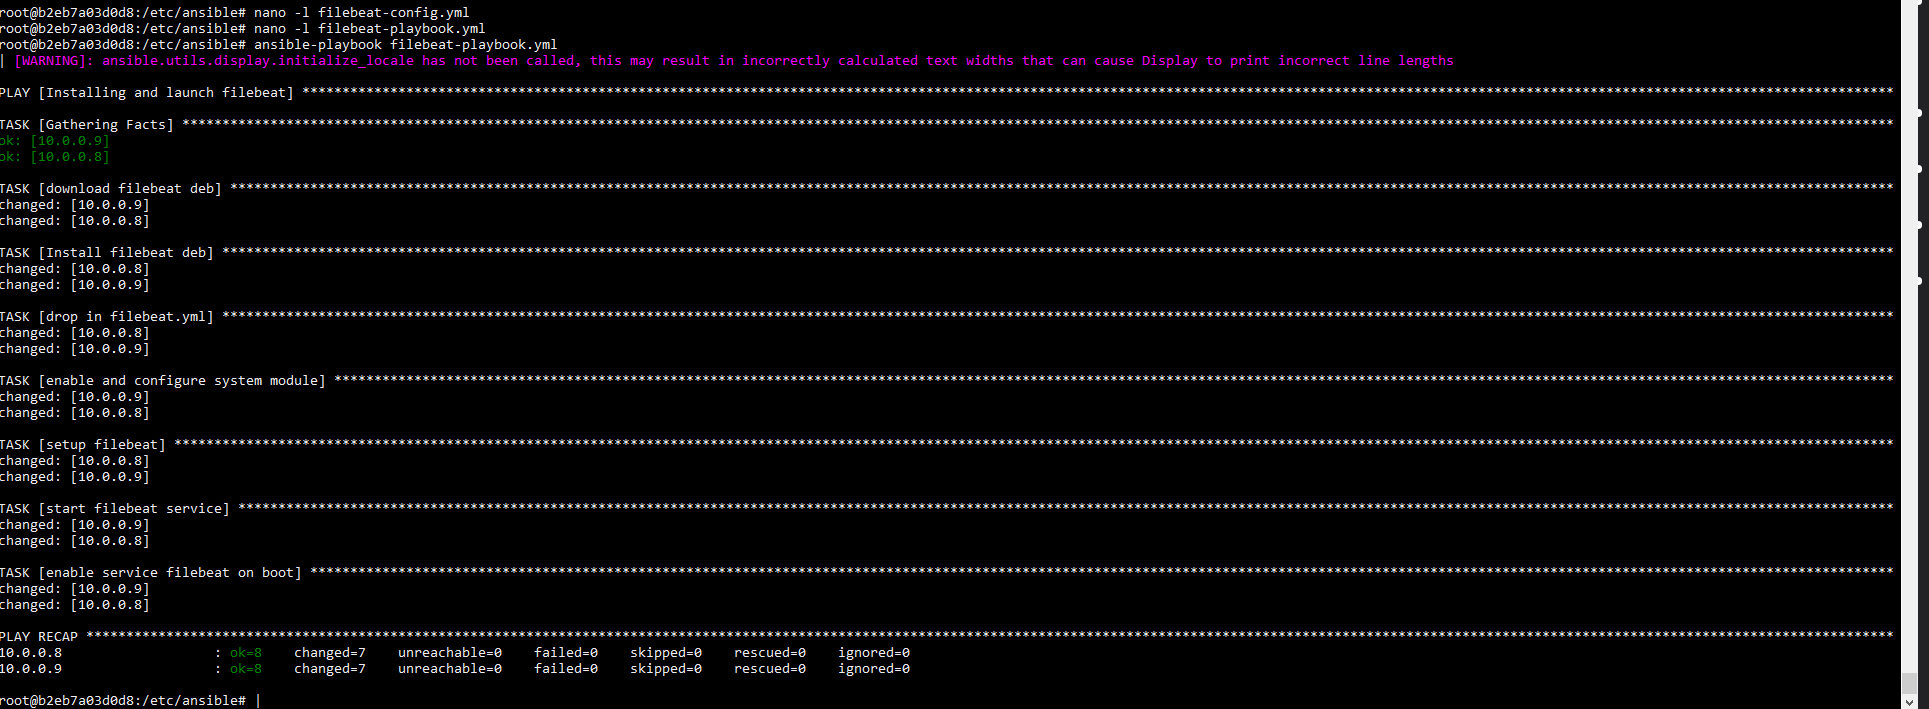 root@b2eb7a03d0d8:/etc/ansible# nano -l filebeat-config.yml
root@b2eb7a03d0d8:/etc/ansible# nano -l filebeat-playbook.yml
root@b2eb7a03d0d8:/etc/ansible# ansible-playbook filebeat-playbook.yml
| [WARNING]: ansible.utils.display.initialize_locale has not been called, this may result in incorrectly calculated text widths that can cause Display to print incorrect line lengths
PLAY [Installing and launch filebeat] ****************************************************************************************************
TASK [Gathering Facts] ****************************************************************************************************
ok: [10.0.0.9]
ok: [10.0.0.8]
TASK [download filebeat deb] ****************************************************************************************************
changed: [10.0.0.9]
changed: [10.0.0.8]
TASK [Install filebeat deb] ****************************************************************************************************
changed: [10.0.0.8]
changed: [10.0.0.9]
TASK [drop in filebeat.yml] ****************************************************************************************************
changed: [10.0.0.8]
changed: [10.0.0.9]
TASK [enable and configure system module] ****************************************************************************************************
changed: [10.0.0.9]
changed: [10.0.0.8]
TASK [setup filebeat] ****************************************************************************************************
changed: [10.0.0.8]
changed: [10.0.0.9]
TASK [start filebeat service] ****************************************************************************************************
changed: [10.0.0.9]
changed: [10.0.0.8]
TASK [enable service filebeat on boot] ****************************************************************************************************
changed: [10.0.0.9]
changed: [10.0.0.8]
PLAY RECAP ****************************************************************************************************
10.0.0.8 : ok=8 changed=7 unreachable=0 failed=0 skipped=0 rescued=0 ignored=0
10.0.0.9 : ok=8 changed=7 unreachable=0 failed=0 skipped=0 rescued=0 ignored=0
root@b2eb7a03d0d8:/etc/ansible# |